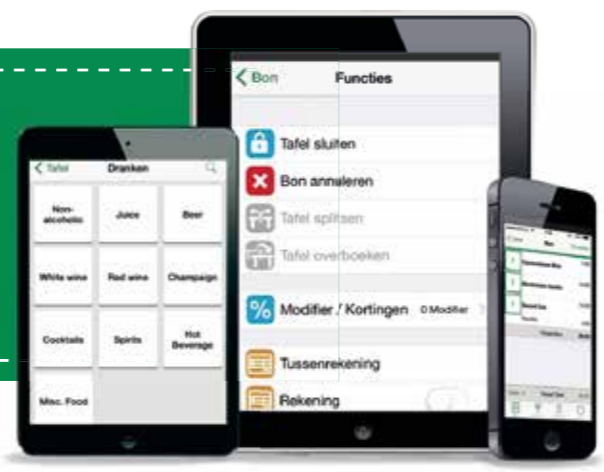 Bon Functies
Tafel sluiten
Bon annuleren
Tafel splitsen
Tafel overboeken
Modifier / Kortingen 0 Modifier
Tussenrekening
Rekening
Tafel Dranken
Non-
alcoholic Juice Beer
White wine Red wine Champaign
Cocktails Spirits Hot
Beverage
Misc. Food
Bon